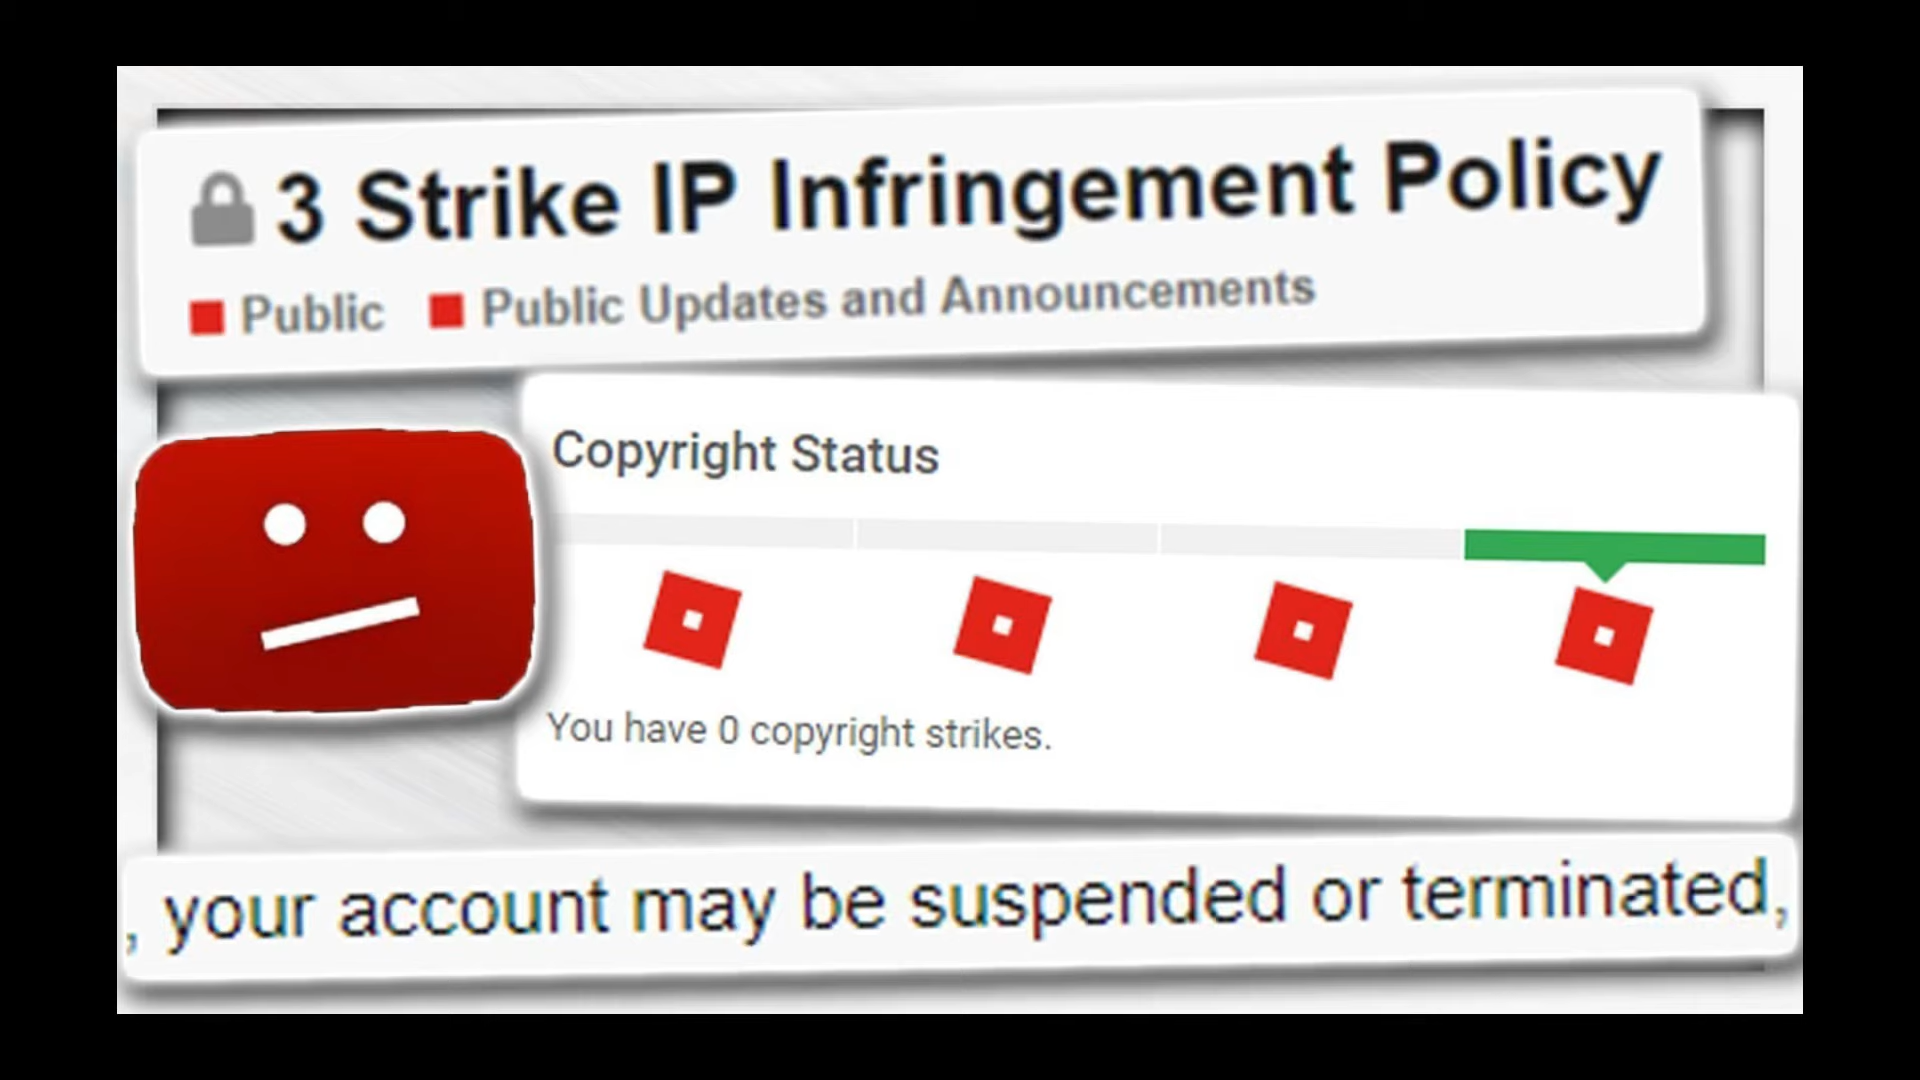 3 Strike IP Infringement Policy
Public Public Updates and Announcements
Copyright Status
You have 0 copyright strikes.
, your account may be suspended or terminated,